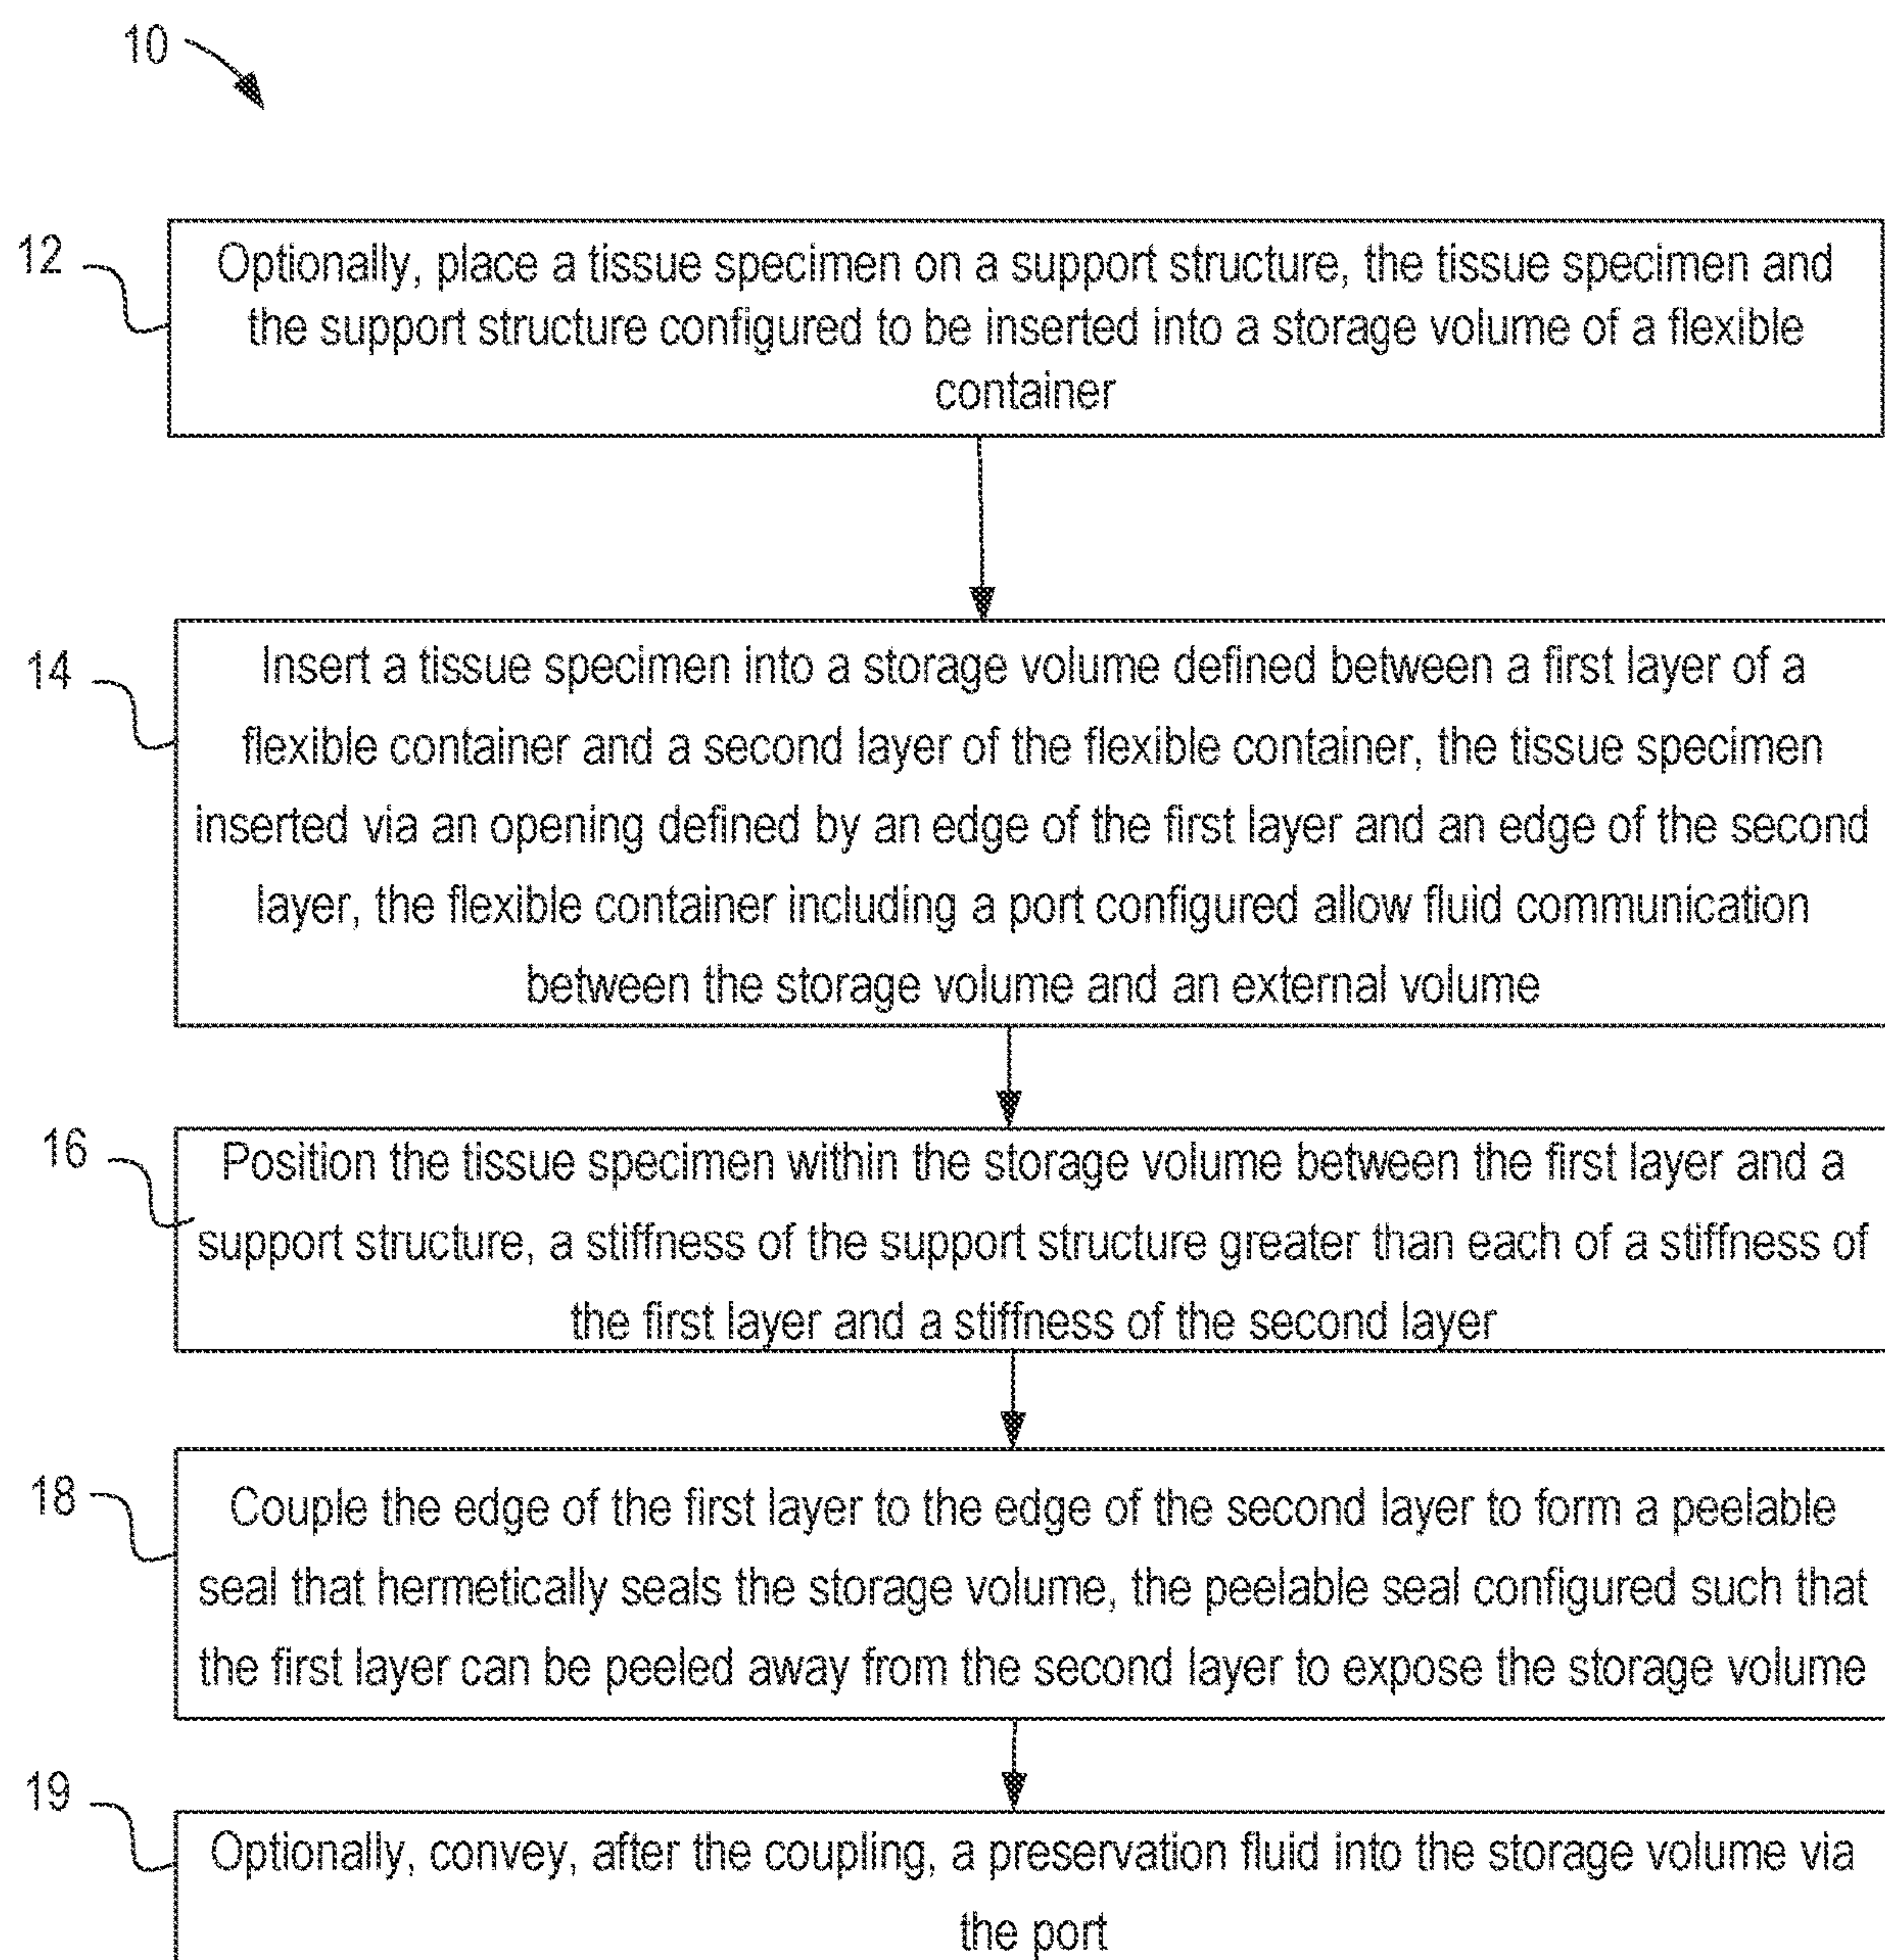 10
12
Optionally, place a tissue specimen on a support structure, the tissue specimen and
the support structure configured to be inserted into a storage volume of a flexible
container
14
Insert a tissue specimen into a storage volume defined between a first layer of a
flexible container and a second layer of the flexible container, the tissue specimen
inserted via an opening defined by an edge of the first layer and an edge of the second
layer, the flexible container including a port configured allow fluid communication
between the storage volume and an external volume
16
Position the tissue specimen within the storage volume between the first layer and a
support structure, a stiffness of the support structure greater than each of a stiffness of
the first layer and a stiffness of the second layer
18
Couple the edge of the first layer to the edge of the second layer to form a peelable
seal that hermetically seals the storage volume, the peelable seal configured such that
the first layer can be peeled away from the second layer to expose the storage volume
19
Optionally, convey, after the coupling, a preservation fluid into the storage volume via
the port